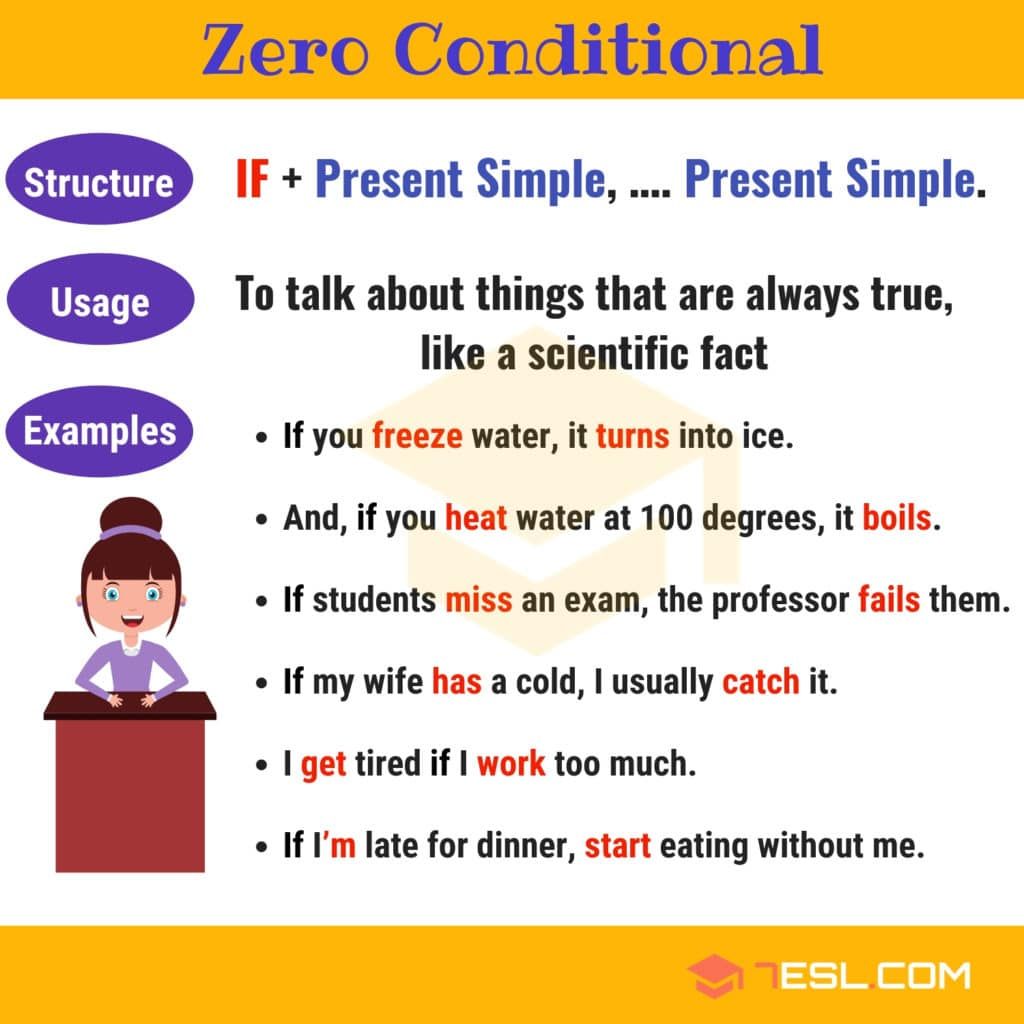 Zero Conditional
Structure
IF + Present Simple, .... Present Simple.
Usage
To talk about things that are always true,
like a scientific fact
Examples
• If you freeze water, it turns into ice.
• And, if you heat water at 100 degrees, it boils.
• If students miss an exam, the professor fails them.
• If my wife has a cold, I usually catch it.
• I get tired if I work too much.
• If I’m late for dinner, start eating without me.
7ESL.COM